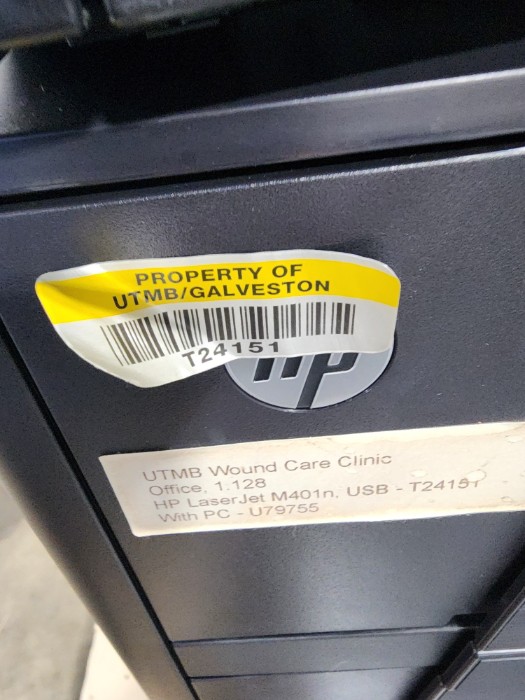 PROPERTY OF
UTMB/GALVESTON
T24151
hp
UTMB Wound Care Clinic
Office, 1.128
HP LaserJet M401n, USB - T24151
With PC - U79755